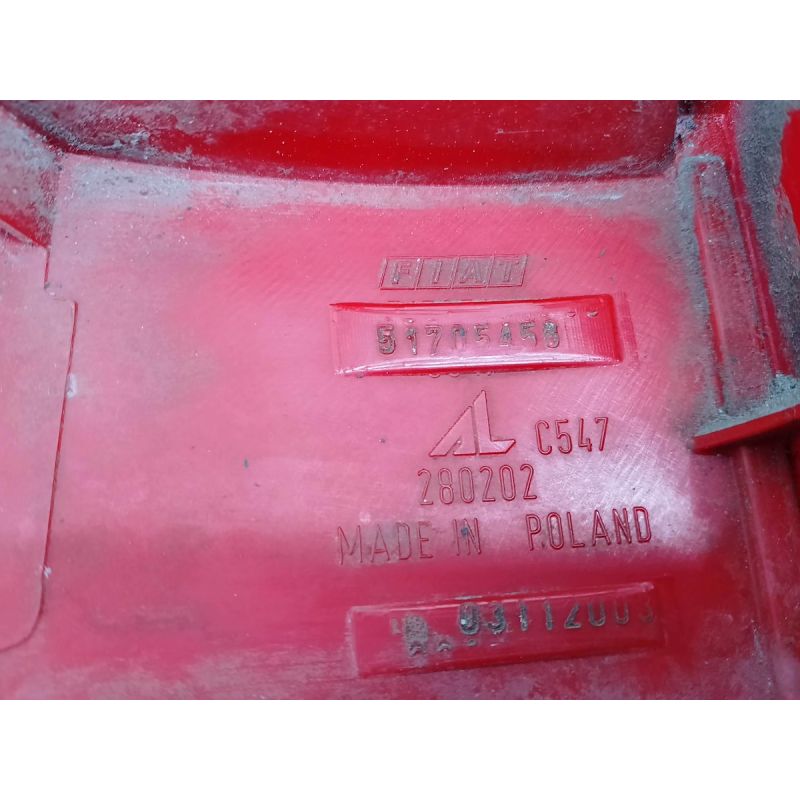 FIAT
51705458
AL C547
280202
MADE IN POLAND
03112003